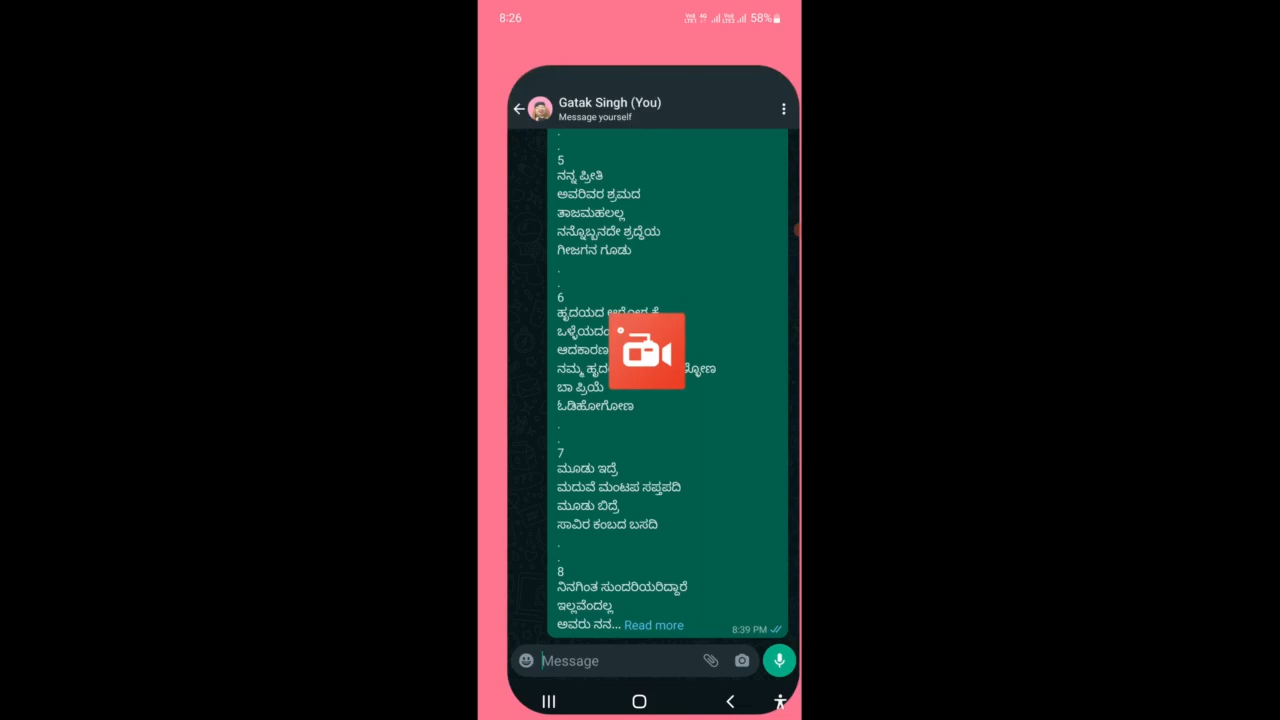 8:26
58%
Gatak Singh (You)
Message yourself
.
.
5
ನನ್ನ ಪ್ರೀತಿ
ಅವರಿವರ ಶ್ರಮದ
ತಾಜಮಹಲಲ್ಲ
ನನ್ನೊಬ್ಬನದೇ ಶ್ರದ್ಧೆಯ
ಗೀಜಗನ ಗೂಡು
.
.
6
ಹೃದಯದ
ಆದಕಾರಣ
ನಮ್ಮ
ಬಾ ಪ್ರಿಯೆ
ಓಡಿಹೋಗೋಣ
.
.
7
ಮೂಡು ಇದ್ರೆ
ಮದುವೆ ಮಂಟಪ ಸಪ್ತಪದಿ
ಮೂಡು ಬಿದ್ರೆ
ಸಾವಿರ ಕಂಬದ ಬಸದಿ
.
.
8
ನಿನಗಿಂತ ಸುಂದರಿಯರಿದ್ದಾರೆ
ಇಲ್ಲವೆಂದಲ್ಲ
ಅವರು ನನ... Read more
8:39 PM
Message